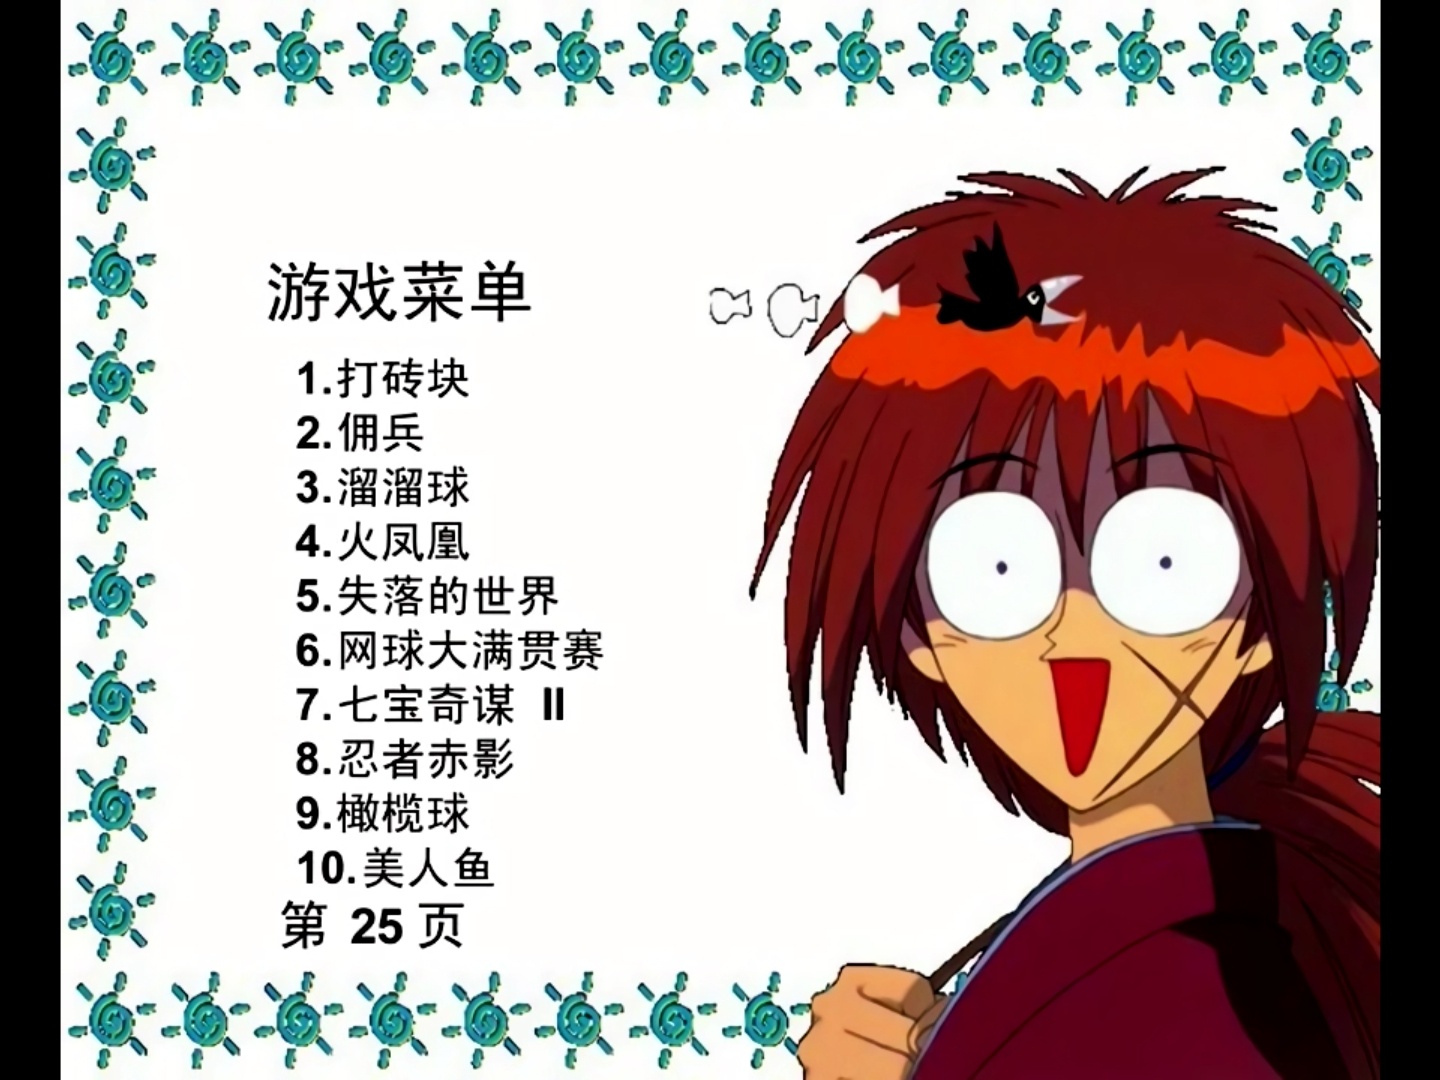 游戏菜单
1.打砖块
2.佣兵
3.溜溜球
4.火凤凰
5.失落的世界
6.网球大满贯赛
7.七宝奇谋 II
8.忍者赤影
9.橄榄球
10.美人鱼
第 25 页